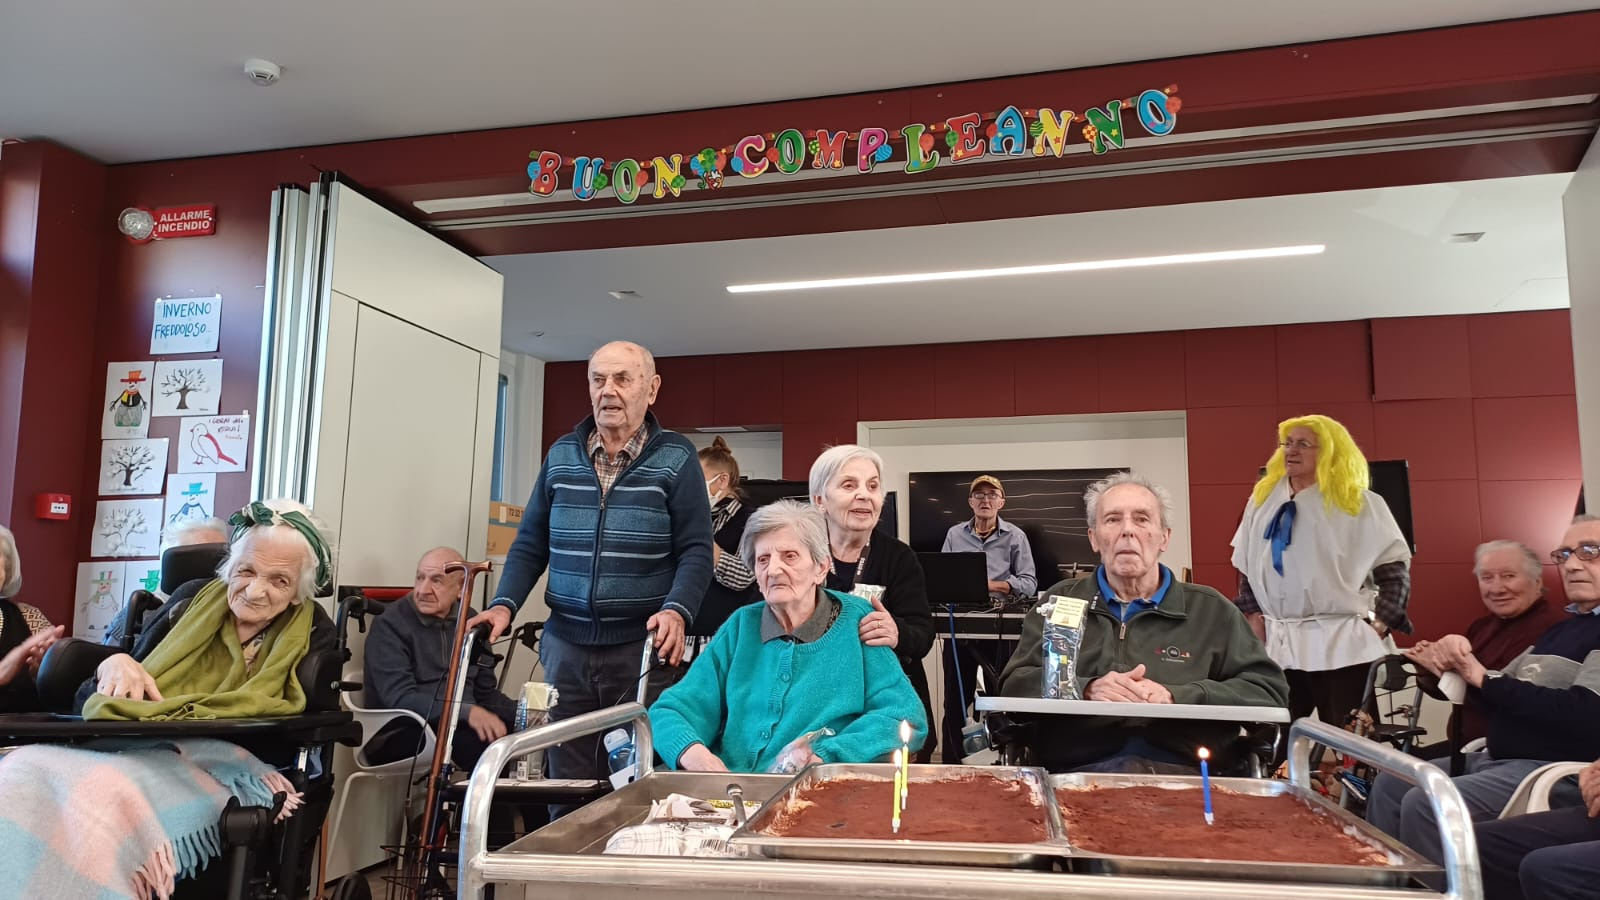 BUON COMPLEANNO
ALLARME
INCENDIO
INVERNO
FREDDOLOSO...